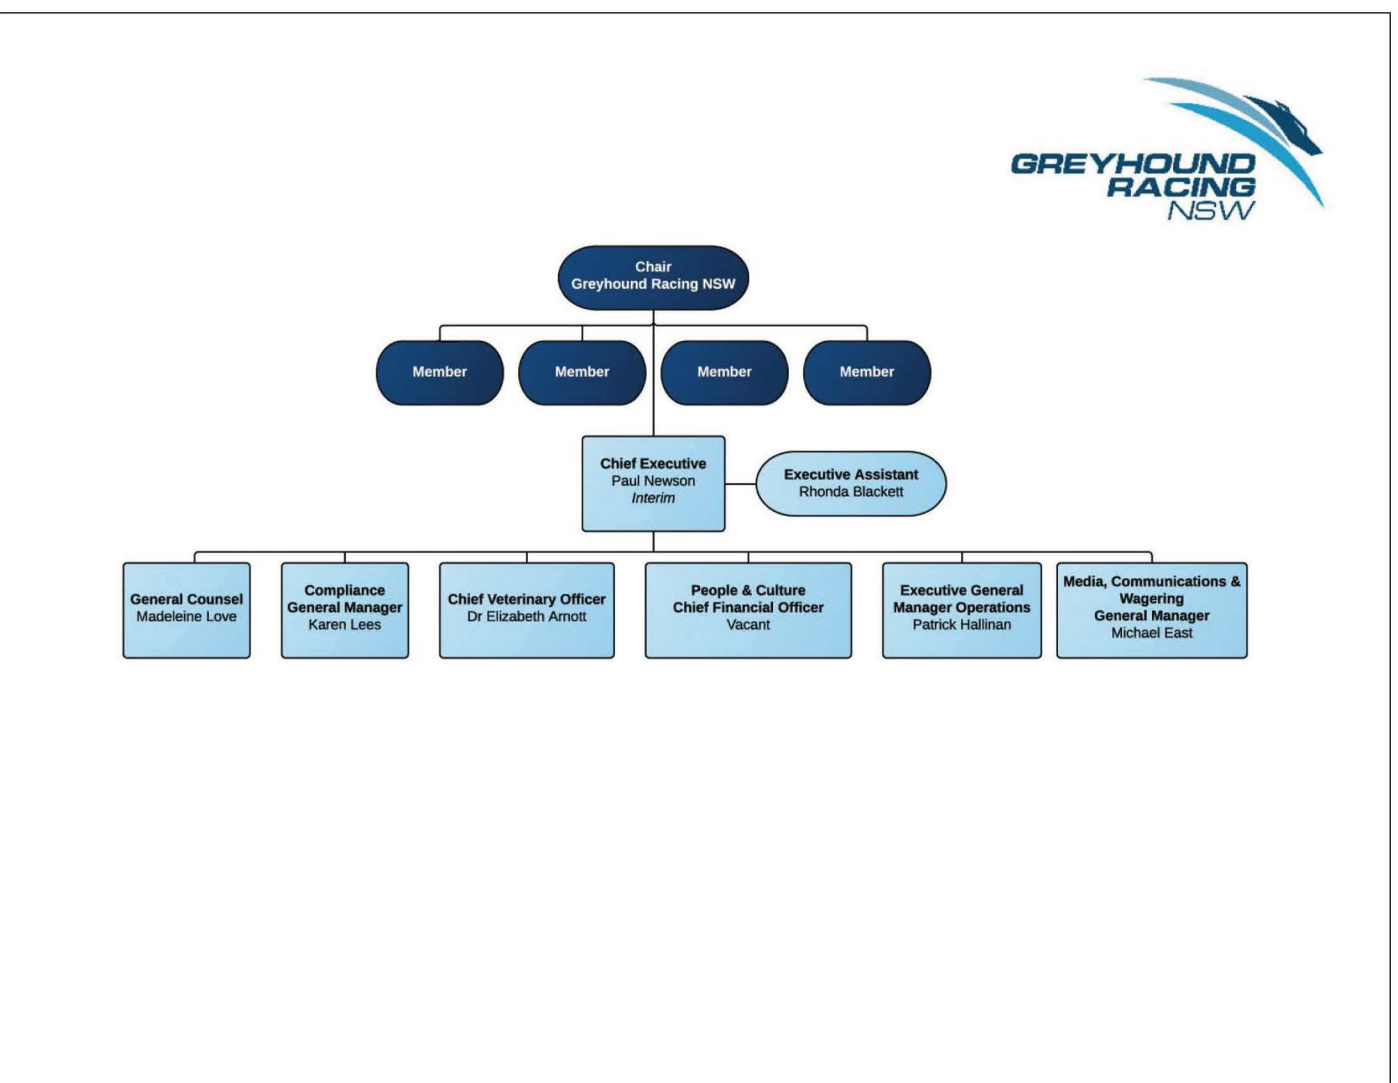 GREYHOUND
RACING
NSW
Chair
Greyhound Racing NSW
Member
Member
Member
Member
Chief Executive
Paul Newson
Interim
Executive Assistant
Rhonda Blackett
General Counsel
Madeleine Love
Compliance
General Manager
Karen Lees
Chief Veterinary Officer
Dr Elizabeth Arnott
People & Culture
Chief Financial Officer
Vacant
Executive General
Manager Operations
Patrick Hallinan
Media, Communications &
Wagering
General Manager
Michael East